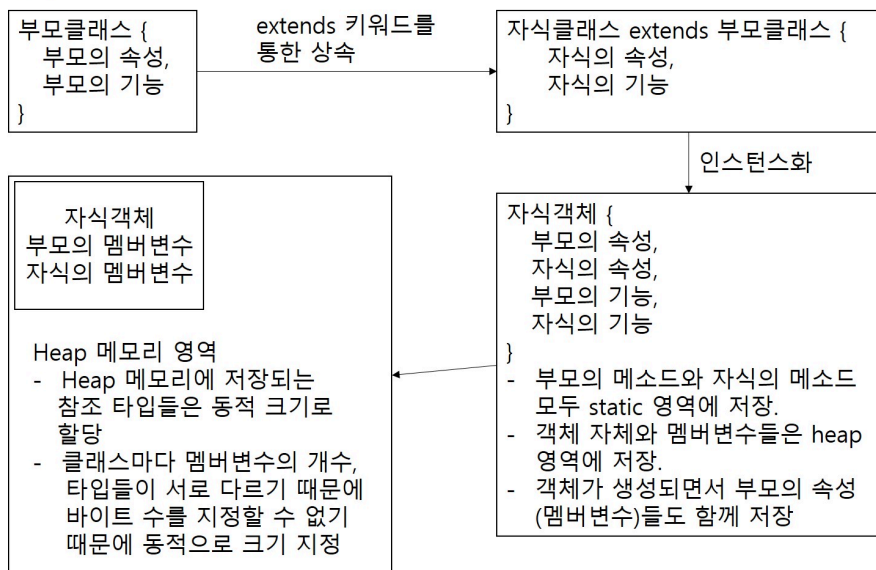 부모클래스 {
부모의 속성,
부모의 기능
}
extends 키워드를
통한 상속
자식클래스 extends 부모클래스 {
자식의 속성,
자식의 기능
}
인스턴스화
자식객체 {
부모의 속성,
자식의 속성,
부모의 기능,
자식의 기능
}
- 부모의 메소드와 자식의 메소드
모두 static 영역에 저장.
- 객체 자체와 멤버변수들은 heap
영역에 저장.
- 객체가 생성되면서 부모의 속성
(멤버변수)들도 함께 저장
자식객체
부모의 멤버변수
자식의 멤버변수
Heap 메모리 영역
- Heap 메모리에 저장되는
참조 타입들은 동적 크기로
할당
- 클래스마다 멤버변수의 개수,
타입들이 서로 다르기 때문에
바이트 수를 지정할 수 없기
때문에 동적으로 크기 지정